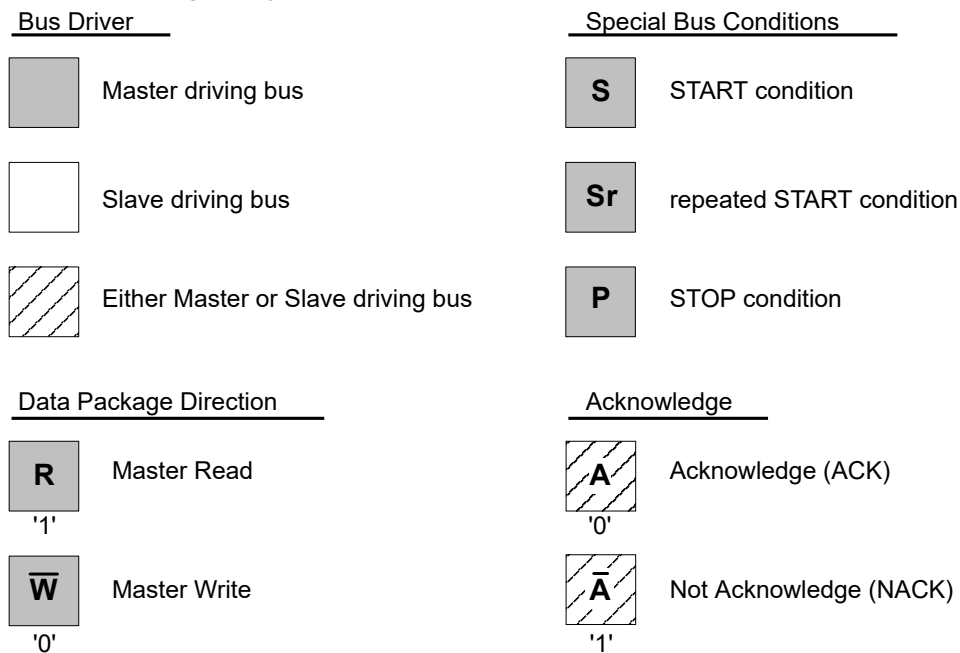 Bus Driver
Master driving bus
Slave driving bus
Either Master or Slave driving bus
Special Bus Conditions
S START condition
Sr repeated START condition
P STOP condition
Data Package Direction
R Master Read
'1'
W̅ Master Write
'0'
Acknowledge
A Acknowledge (ACK)
'0'
A̅ Not Acknowledge (NACK)
'1'